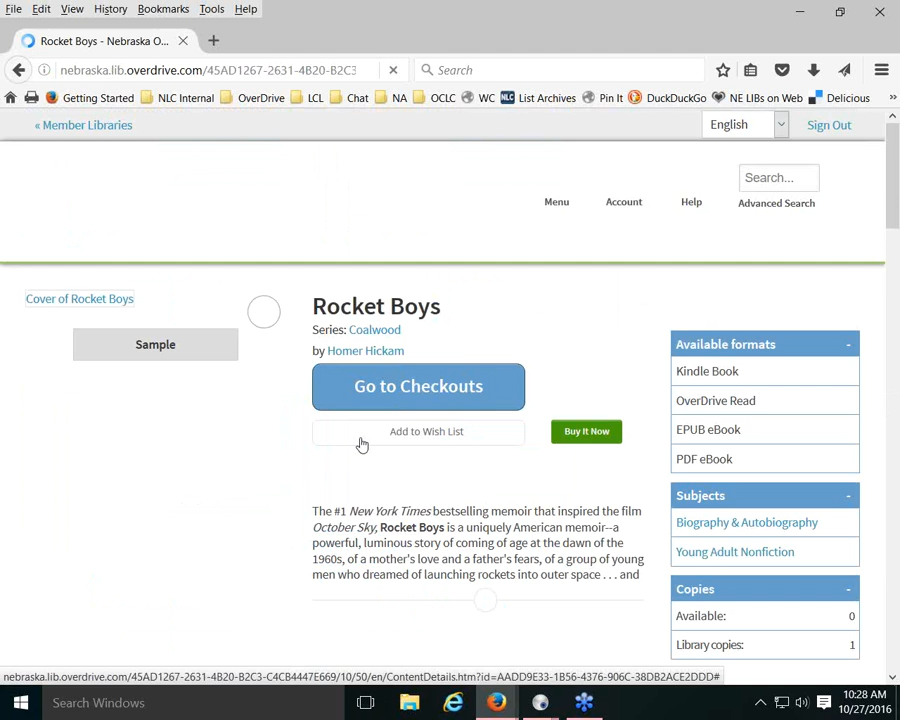 File Edit View History Bookmarks Tools Help
Rocket Boys - Nebraska O...
nebraska.lib.overdrive.com/45AD1267-2631-4B20-B2C3 Search
Getting Started NLC Internal OverDrive LCL Chat NA OCLC WC NLC List Archives Pin It DuckDuckGo NE LIBs on Web Delicious »
« Member Libraries English Sign Out
Search...
Menu Account Help Advanced Search
Cover of Rocket Boys
Sample
Rocket Boys
Series: Coalwood
by Homer Hickam
Go to Checkouts
Add to Wish List Buy It Now
The #1 New York Times bestselling memoir that inspired the film
October Sky, Rocket Boys is a uniquely American memoir--a
powerful, luminous story of coming of age at the dawn of the
1960s, of a mother's love and a father's fears, of a group of young
men who dreamed of launching rockets into outer space . . . and
Available formats -
Kindle Book
OverDrive Read
EPUB eBook
PDF eBook
Subjects -
Biography & Autobiography
Young Adult Nonfiction
Copies -
Available: 0
Library copies: 1
nebraska.lib.overdrive.com/45AD1267-2631-4B20-B2C3-C4CB4447E669/10/50/en/ContentDetails.htm?id=AADD9E33-1B56-4376-906C-38DB2ACE2DDD#
Search Windows
10:28 AM
10/27/2016